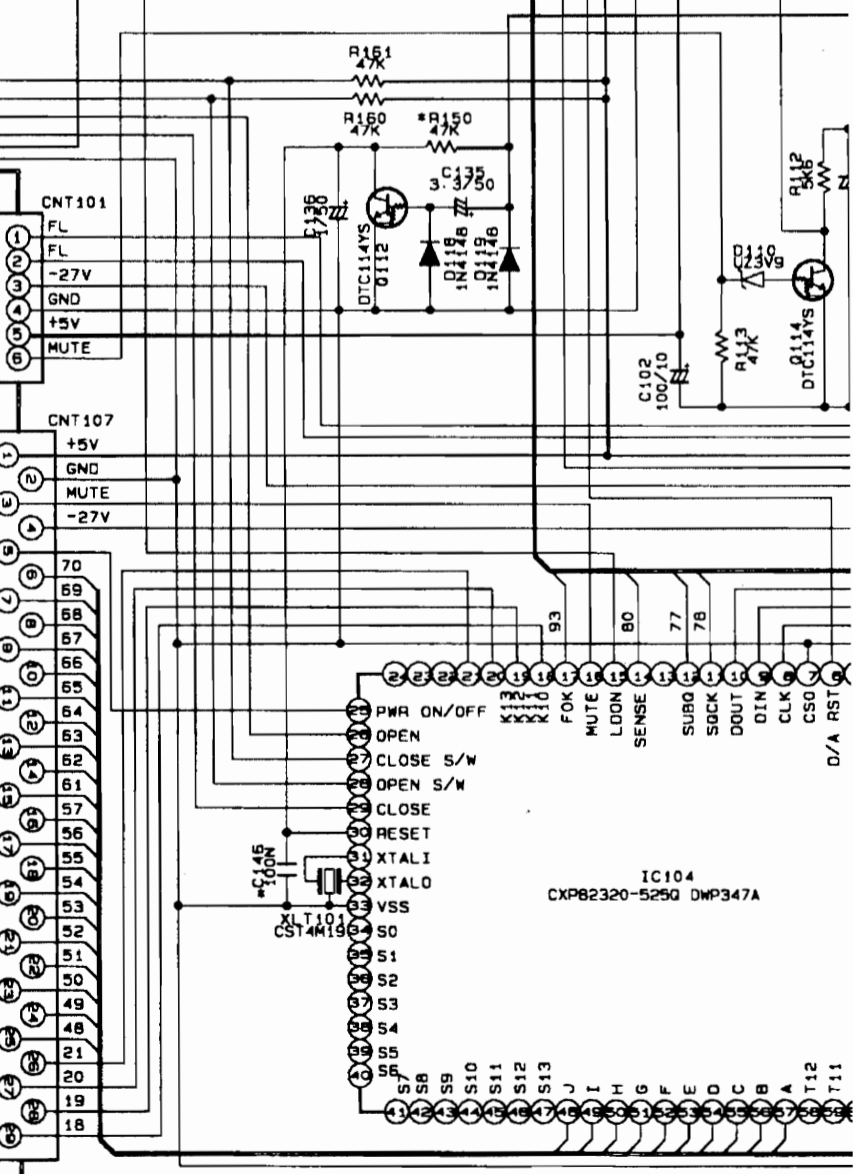 R161
47K
R160
47K
*R150
47K
C135
3.3/50
C136
1/50
DTC114YS
Q112
D118
1N4148
D119
1N4148
R112
5K6
D110
UZ3V9
R113
47K
Q114
DTC114YS
C102
100/10
CNT101
1 FL
2 FL
3 -27V
4 GND
5 +5V
6 MUTE
CNT107
1 +5V
2 GND
3 MUTE
4 -27V
5
6 70
7 69
8 68
9 67
10 66
11 65
12 64
13 63
14 62
15 61
16 57
17 56
18 55
19 54
20 53
21 52
22 51
23 50
24 49
25 48
26 21
27 20
28 19
29 18
93
80
77
78
24 23 22 21 20 19 18 17 16 15 14 13 12 11 10 9 8 7 6
K13
K12
K11
K10
FOK
MUTE
LDON
SENSE
SUBQ
SQCK
DOUT
DIN
CLK
CSO
D/A RST
25 PWR ON/OFF
26 OPEN
27 CLOSE S/W
28 OPEN S/W
29 CLOSE
30 RESET
31 XTALI
32 XTALO
33 VSS
34 S0
35 S1
36 S2
37 S3
38 S4
39 S5
40 S6
*C146
100N
XLT101
CST4M19
IC104
CXP82320-525Q DWP347A
S7
S8
S9
S10
S11
S12
S13
J
I
H
G
F
E
D
C
B
A
T12
T11
41 42 43 44 45 46 47 48 49 50 51 52 53 54 55 56 57 58 59